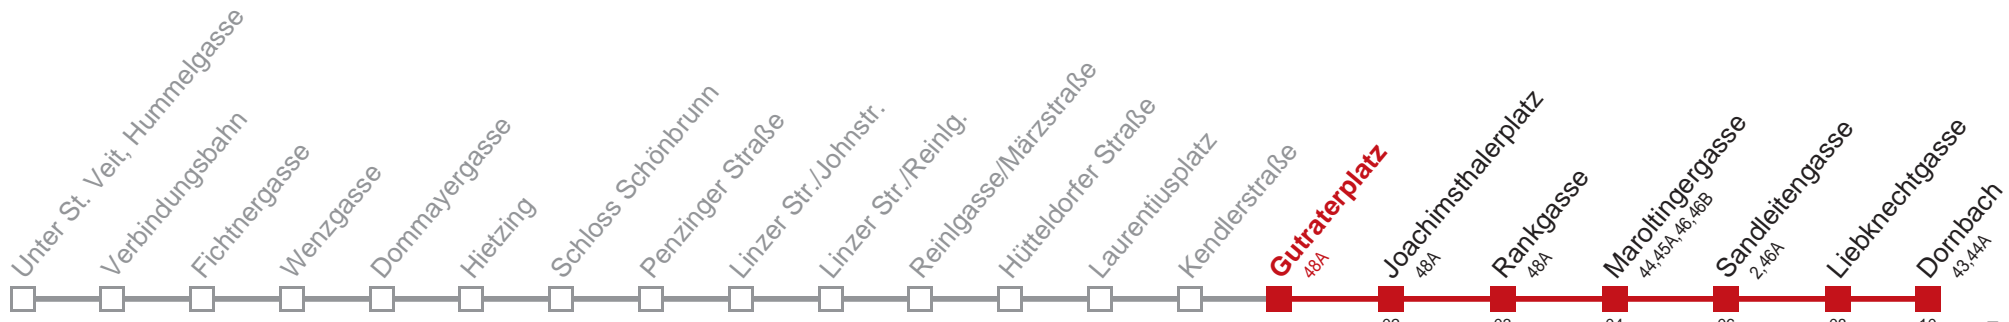 Unter St. Veit, Hummelgasse
Verbindungsbahn
Fichtnergasse
Wenzgasse
Dommayergasse
Hietzing
Schloss Schönbrunn
Penzinger Straße
Linzer Str./Johnstr.
Linzer Str./Reinlg.
Reinlgasse/Märzstraße
Hütteldorfer Straße
Laurentiusplatz
Kendlerstraße
Gutraterplatz
48A
Joachimsthalerplatz
48A
Rankgasse
48A
Maroltingergasse
44,45A,46,46B
Sandleitengasse
2,46A
Liebknechtgasse
Dornbach
43,44A